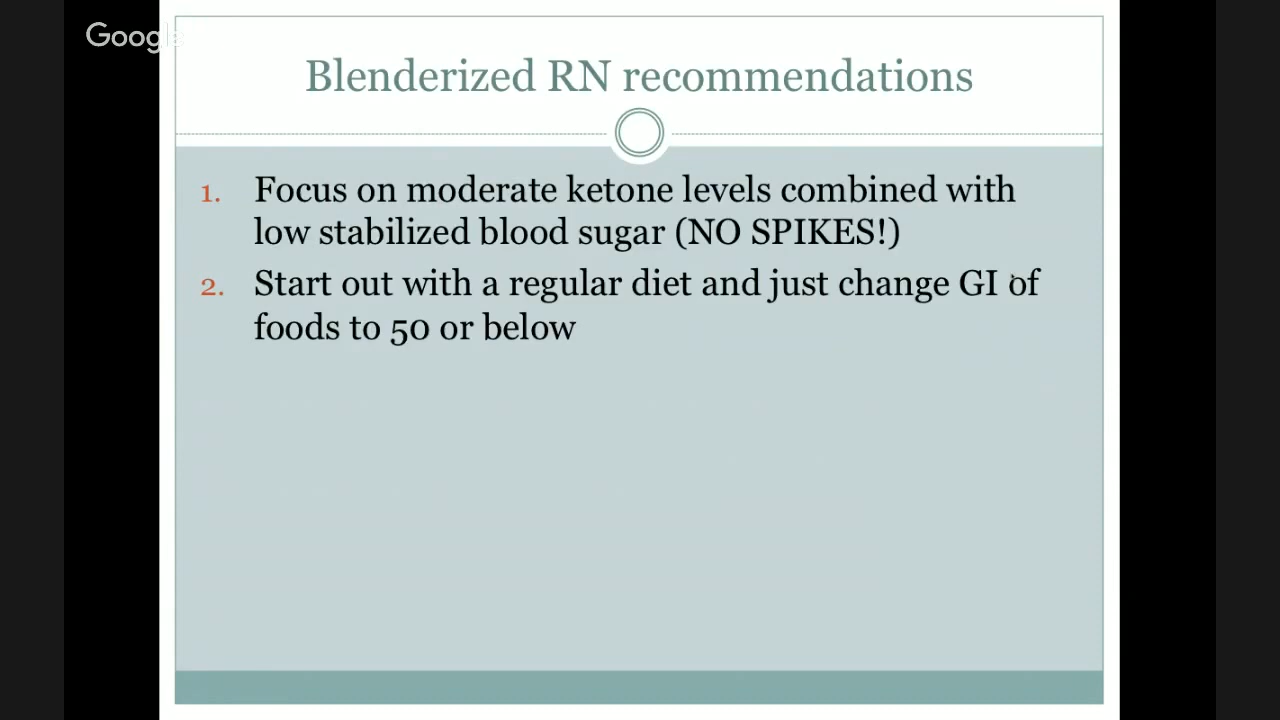 Google
Blenderized RN recommendations
1. Focus on moderate ketone levels combined with
low stabilized blood sugar (NO SPIKES!)
2. Start out with a regular diet and just change GI of
foods to 50 or below